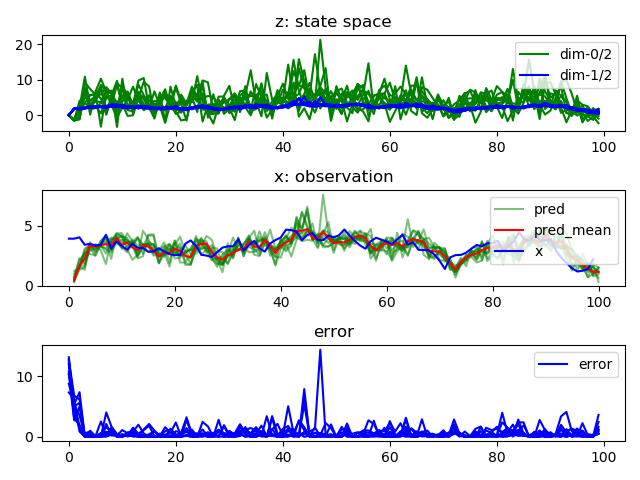 z: state space
20
10
0
dim-0/2
dim-1/2
0 20 40 60 80 100
x: observation
5
0
pred
pred_mean
x
0 20 40 60 80 100
error
10
0
error
0 20 40 60 80 100